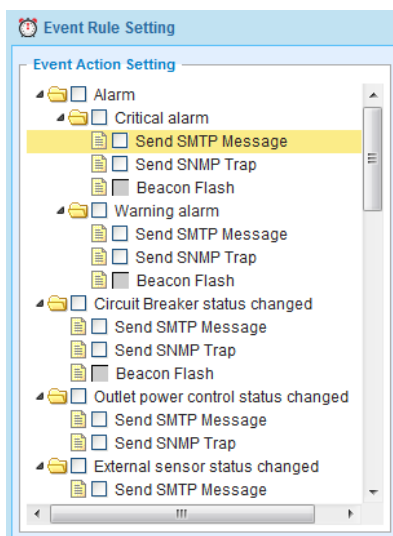 Event Rule Setting
Event Action Setting
Alarm
Critical alarm
Send SMTP Message
Send SNMP Trap
Beacon Flash
Warning alarm
Send SMTP Message
Send SNMP Trap
Beacon Flash
Circuit Breaker status changed
Send SMTP Message
Send SNMP Trap
Beacon Flash
Outlet power control status changed
Send SMTP Message
Send SNMP Trap
External sensor status changed
Send SMTP Message